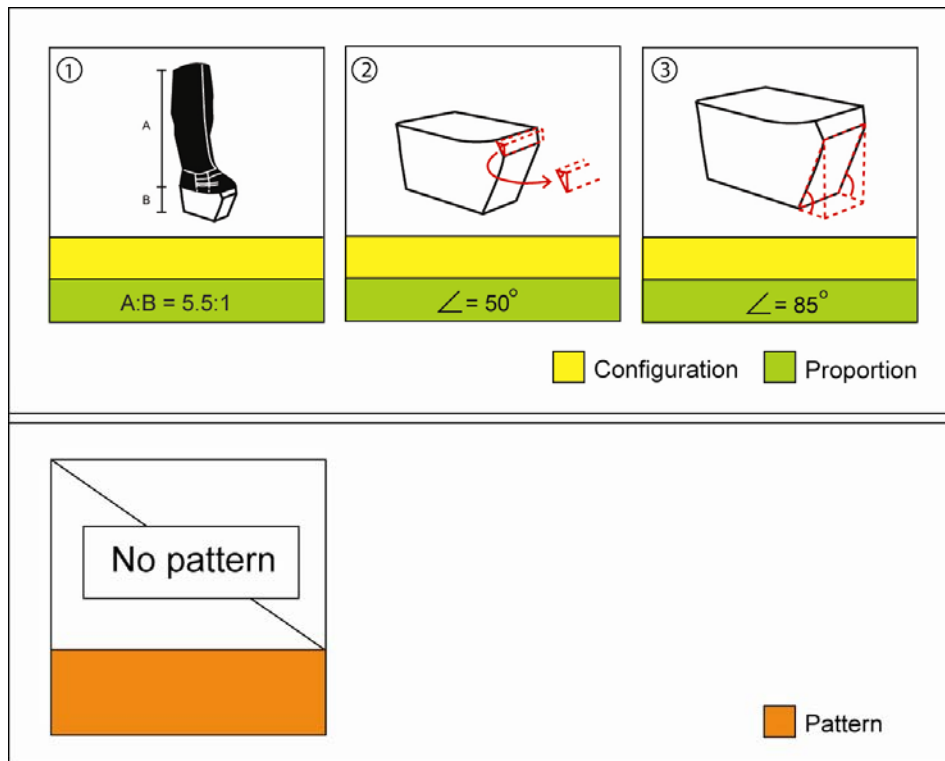 ① ② ③
A
B
A:B = 5.5:1
∠= 50°
∠= 85°
Configuration
Proportion
No pattern
Pattern